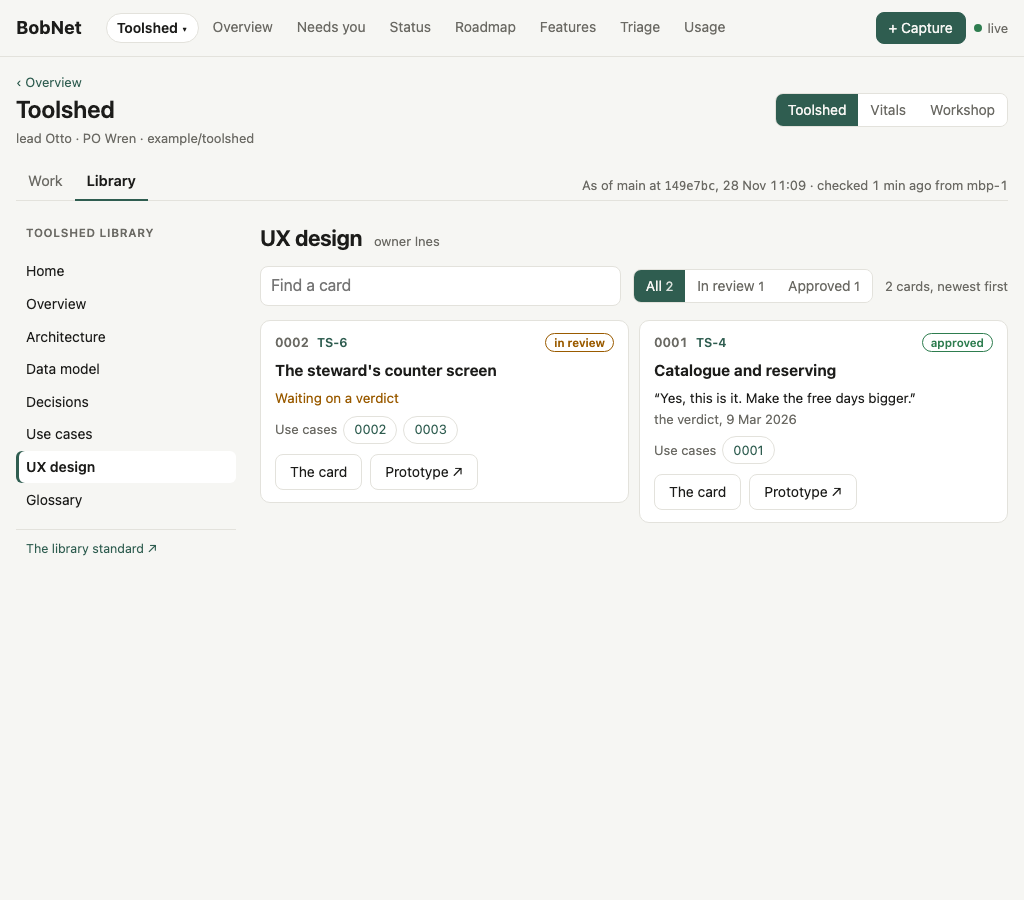 BobNet
Toolshed ▾
Overview
Needs you
Status
Roadmap
Features
Triage
Usage
+ Capture
live
‹ Overview
Toolshed
lead Otto · PO Wren · example/toolshed
Toolshed
Vitals
Workshop
Work
Library
As of main at 149e7bc, 28 Nov 11:09 · checked 1 min ago from mbp-1
TOOLSHED LIBRARY
Home
Overview
Architecture
Data model
Decisions
Use cases
UX design
Glossary
The library standard ↗
UX design
owner Ines
Find a card
All 2
In review 1
Approved 1
2 cards, newest first
0002 TS-6
in review
The steward's counter screen
Waiting on a verdict
Use cases 0002 0003
The card
Prototype ↗
0001 TS-4
approved
Catalogue and reserving
“Yes, this is it. Make the free days bigger.”
the verdict, 9 Mar 2026
Use cases 0001
The card
Prototype ↗